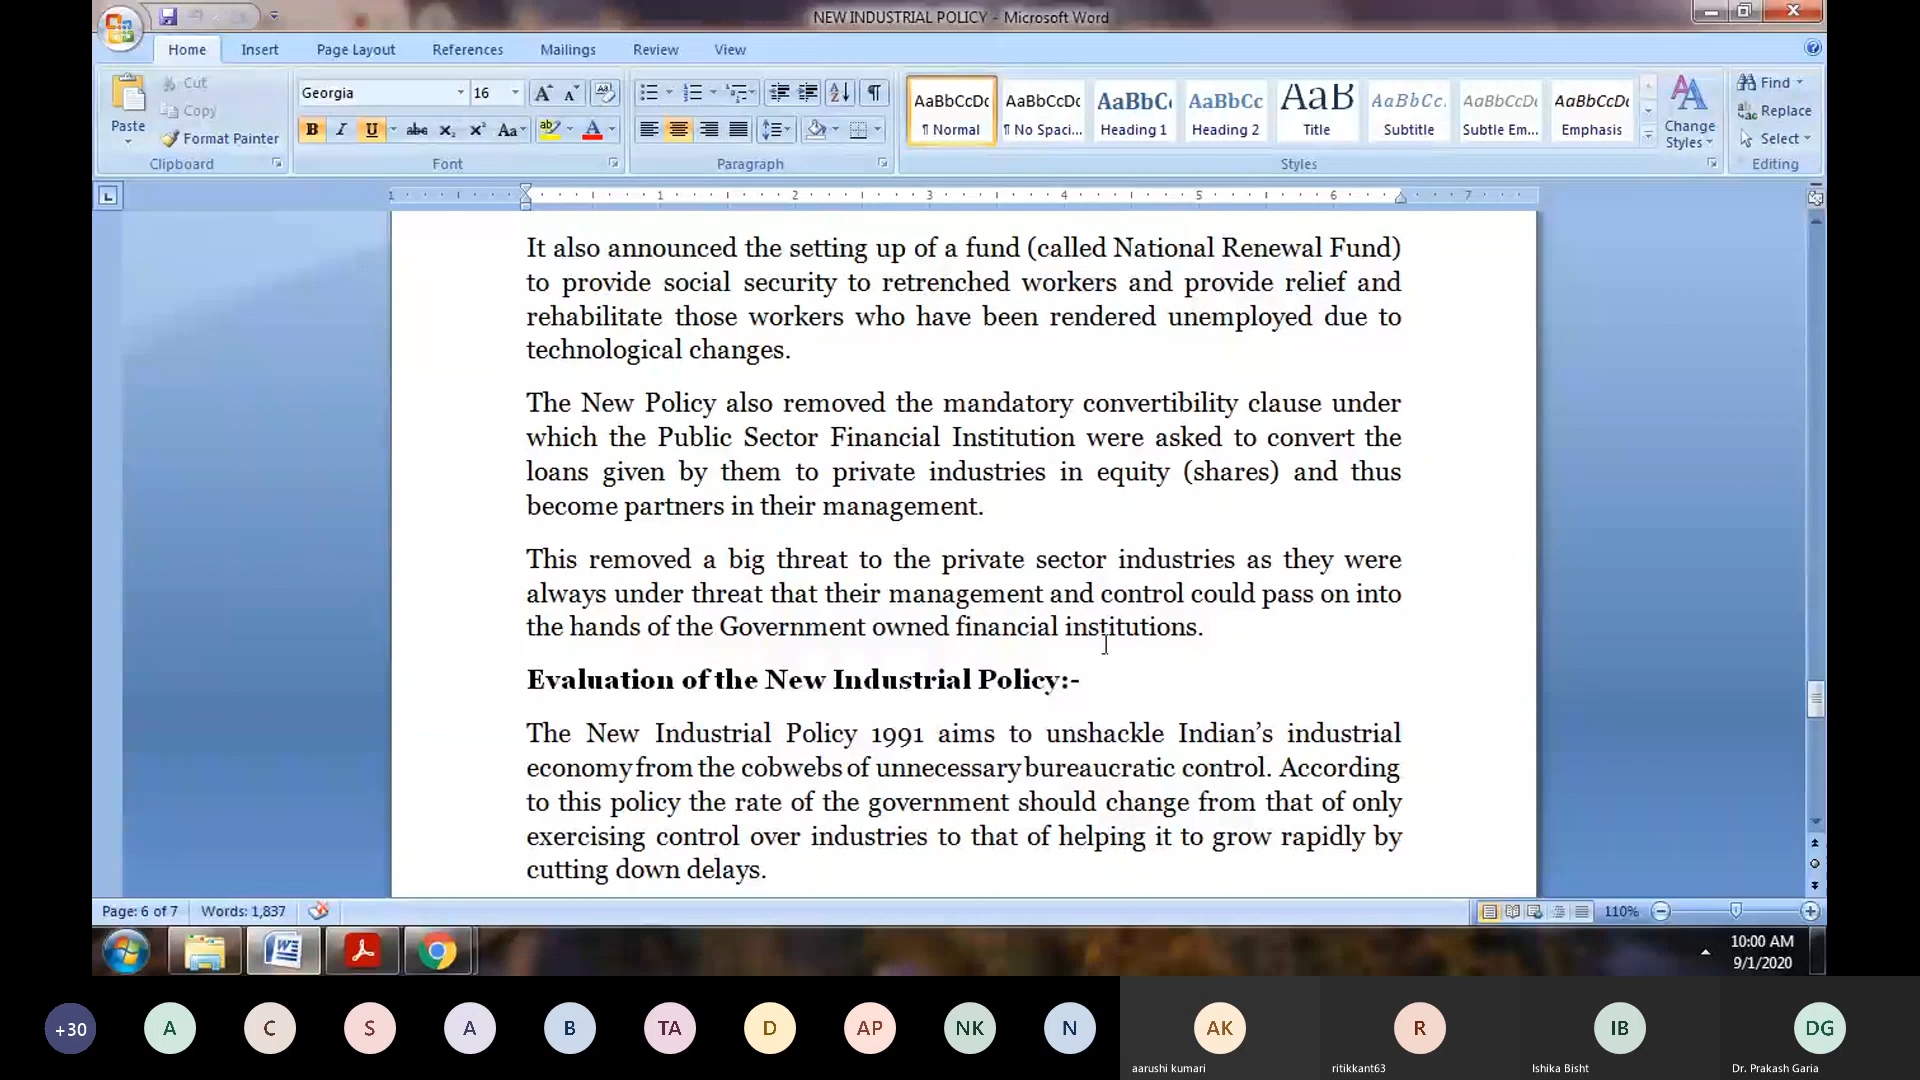 NEW INDUSTRIAL POLICY - Microsoft Word
Home Insert Page Layout References Mailings Review View
Paste
Cut
Copy
Format Painter
Clipboard
Georgia 16
Font
Paragraph
AaBbCcDc AaBbCcDc AaBbCc AaBbCc AaB AaBbCc. AaBbCcDc AaBbCcDc
¶ Normal ¶ No Spaci... Heading 1 Heading 2 Title Subtitle Subtle Em... Emphasis
Change Styles
Styles
Find
Replace
Select
Editing
1 1 2 3 4 5 6 7
It also announced the setting up of a fund (called National Renewal Fund)
to provide social security to retrenched workers and provide relief and
rehabilitate those workers who have been rendered unemployed due to
technological changes.
The New Policy also removed the mandatory convertibility clause under
which the Public Sector Financial Institution were asked to convert the
loans given by them to private industries in equity (shares) and thus
become partners in their management.
This removed a big threat to the private sector industries as they were
always under threat that their management and control could pass on into
the hands of the Government owned financial institutions.
Evaluation of the New Industrial Policy:-
The New Industrial Policy 1991 aims to unshackle Indian’s industrial
economy from the cobwebs of unnecessary bureaucratic control. According
to this policy the rate of the government should change from that of only
exercising control over industries to that of helping it to grow rapidly by
cutting down delays.
Page: 6 of 7 Words: 1,837 110%
10:00 AM
9/1/2020
+30 A C S A B TA D AP NK N AK R IB DG
aarushi kumari ritikkant63 Ishika Bisht Dr. Prakash Garia